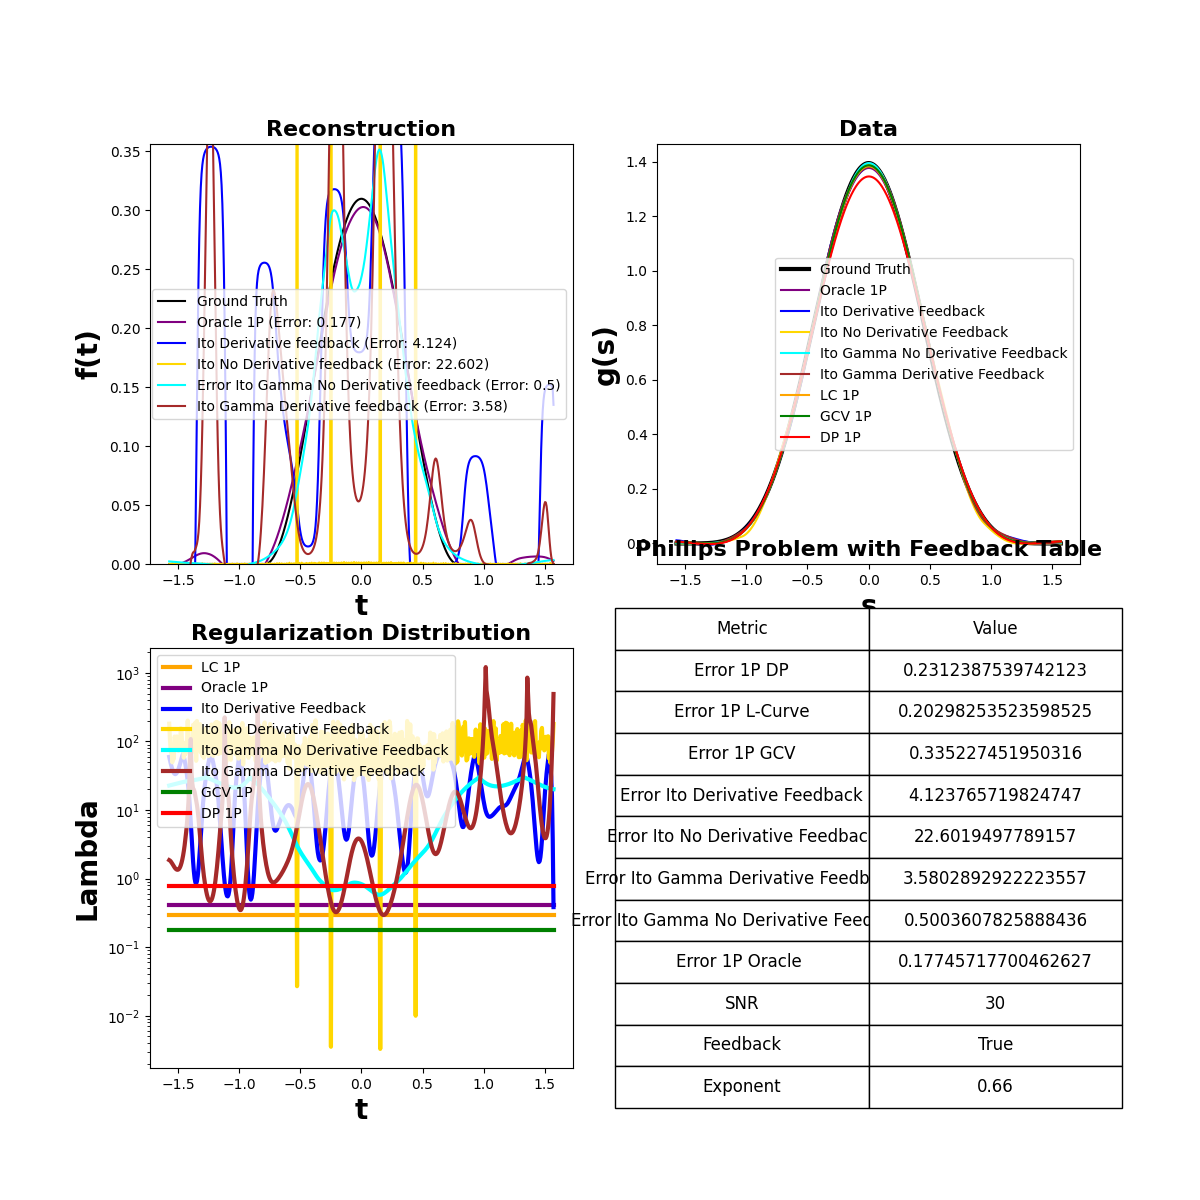 Reconstruction
0.35
0.30
0.25
0.20
0.15
0.10
0.05
0.00
f(t)
Ground Truth
Oracle 1P (Error: 0.177)
Ito Derivative feedback (Error: 4.124)
Ito No Derivative feedback (Error: 22.602)
Error Ito Gamma No Derivative feedback (Error: 0.5)
Ito Gamma Derivative feedback (Error: 3.58)
−1.5 −1.0 −0.5 0.0 0.5 1.0 1.5
t
Data
1.4
1.2
1.0
0.8
0.6
0.4
0.2
0.0
g(s)
Ground Truth
Oracle 1P
Ito Derivative Feedback
Ito No Derivative Feedback
Ito Gamma No Derivative Feedback
Ito Gamma Derivative Feedback
LC 1P
GCV 1P
DP 1P
−1.5 −1.0 −0.5 0.0 0.5 1.0 1.5
s
Regularization Distribution
10³
10²
10¹
10⁰
10⁻¹
10⁻²
Lambda
LC 1P
Oracle 1P
Ito Derivative Feedback
Ito No Derivative Feedback
Ito Gamma No Derivative Feedback
Ito Gamma Derivative Feedback
GCV 1P
DP 1P
−1.5 −1.0 −0.5 0.0 0.5 1.0 1.5
t
Phillips Problem with Feedback Table
Metric Value
Error 1P DP 0.2312387539742123
Error 1P L-Curve 0.20298253523598525
Error 1P GCV 0.335227451950316
Error Ito Derivative Feedback 4.123765719824747
Error Ito No Derivative Feedbac 22.6019497789157
Error Ito Gamma Derivative Feedb 3.5802892922223557
Error Ito Gamma No Derivative Feec 0.5003607825888436
Error 1P Oracle 0.17745717700462627
SNR 30
Feedback True
Exponent 0.66